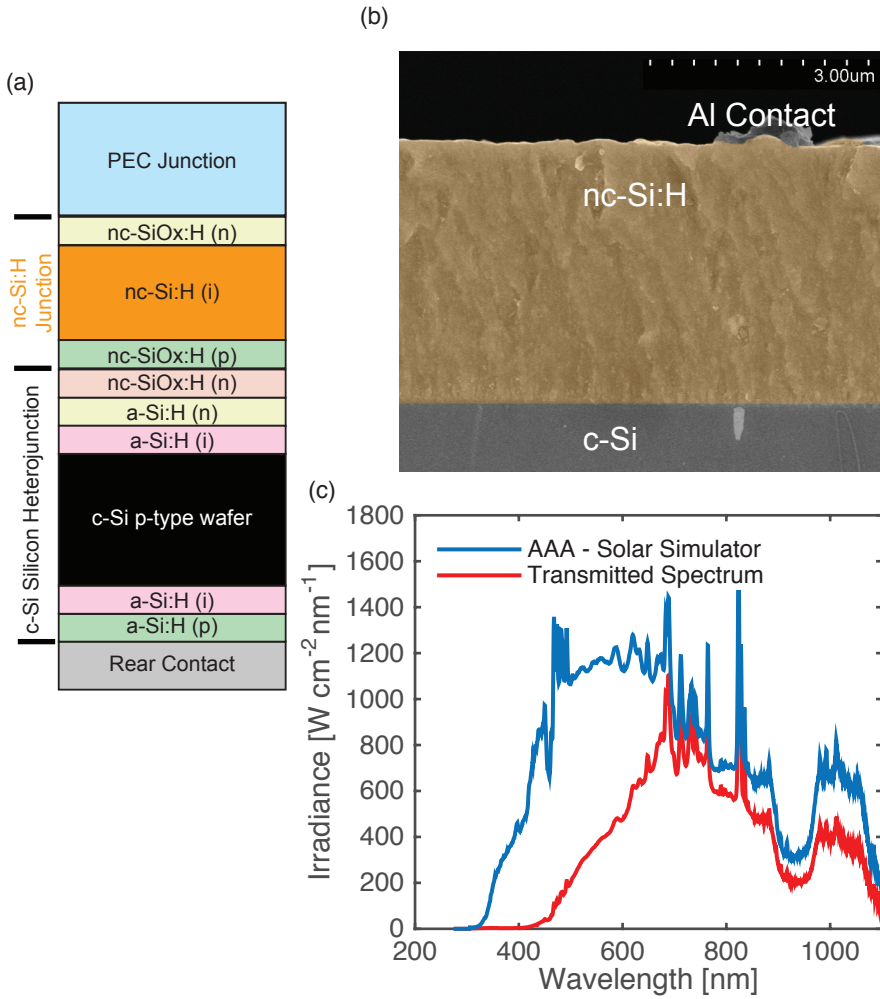 (a)
PEC Junction
nc-SiOx:H (n)
nc-Si:H (i)
nc-SiOx:H (p)
nc-SiOx:H (n)
a-Si:H (n)
a-Si:H (i)
c-Si p-type wafer
a-Si:H (i)
a-Si:H (p)
Rear Contact
nc-Si:H
Junction
c-Si Silicon Heterojunction
(b)
3.00um
Al Contact
nc-Si:H
c-Si
(c)
1800
1600
1400
1200
1000
800
600
400
200
0
Irradiance [W cm⁻² nm⁻¹]
AAA - Solar Simulator
Transmitted Spectrum
200
400
600
800
1000
Wavelength [nm]